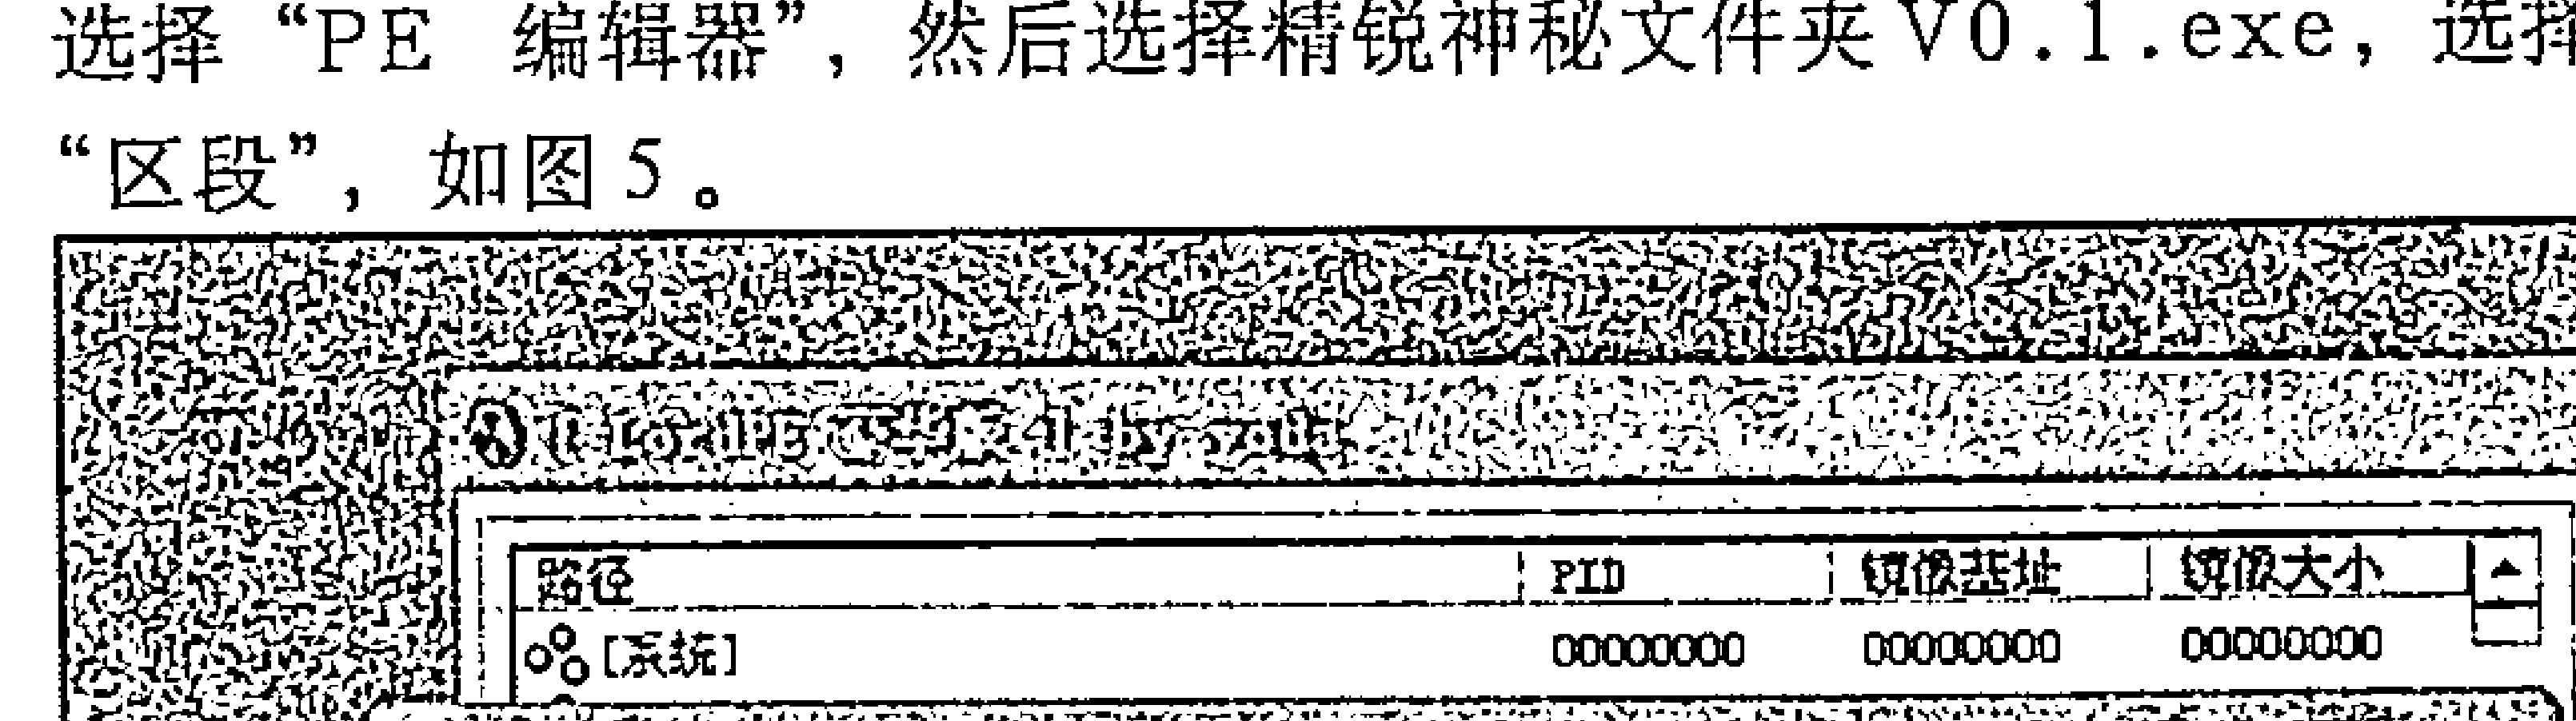 选择“PE 编辑器”，然后选择精锐神秘文件夹V0.1.exe，选择
“区段”，如图5。
路径 PID 镜像基址 镜像大小
[系统] 00000000 00000000 00000000